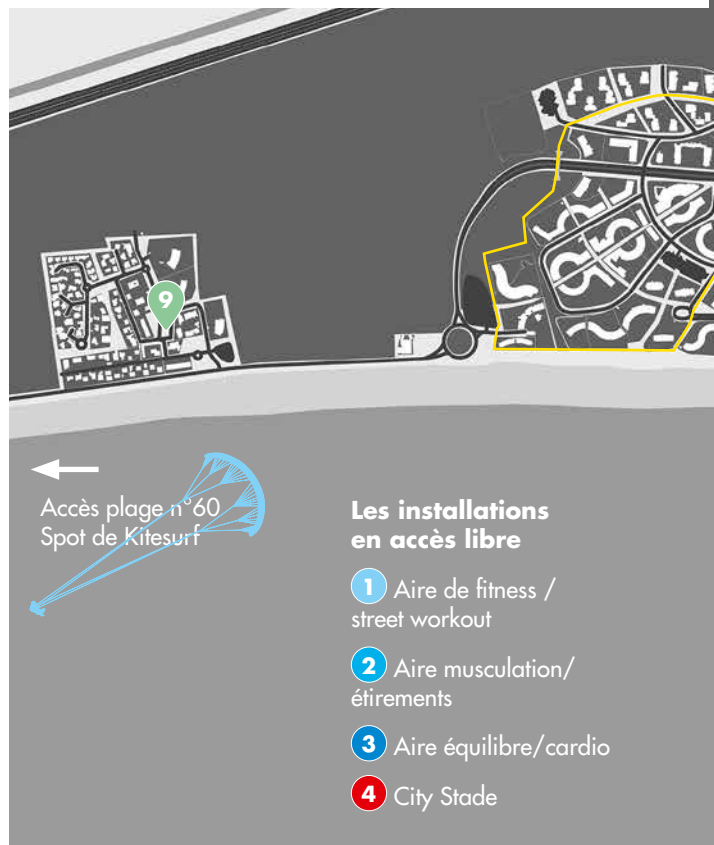 9
Accès plage n°60
Spot de Kitesurf
Les installations
en accès libre
1 Aire de fitness /
street workout
2 Aire musculation/
étirements
3 Aire équilibre/cardio
4 City Stade